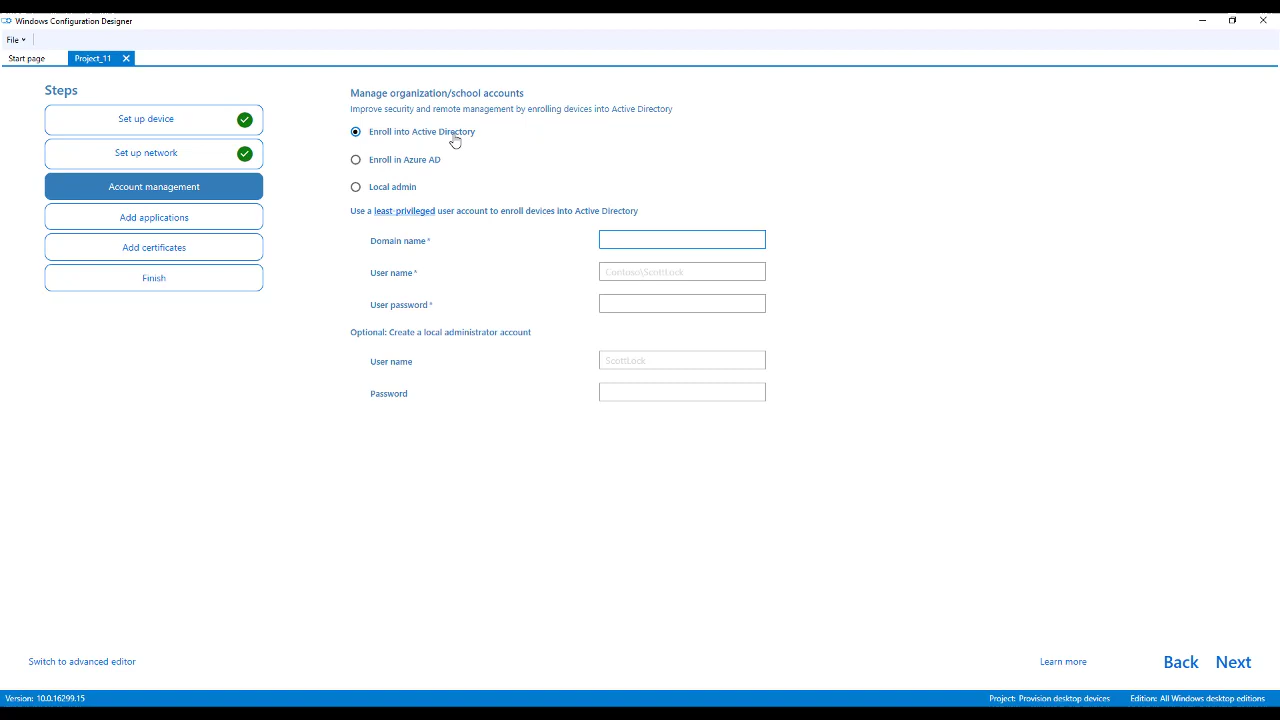 Windows Configuration Designer
File
Start page
Project_11
Steps
Set up device
Set up network
Account management
Add applications
Add certificates
Finish
Manage organization/school accounts
Improve security and remote management by enrolling devices into Active Directory
Enroll into Active Directory
Enroll in Azure AD
Local admin
Use a least-privileged user account to enroll devices into Active Directory
Domain name*
User name*
Contoso\ScottLock
User password*
Optional: Create a local administrator account
User name
ScottLock
Password
Switch to advanced editor
Learn more
Back
Next
Version: 10.0.16299.15
Project: Provision desktop devices
Edition: All Windows desktop editions